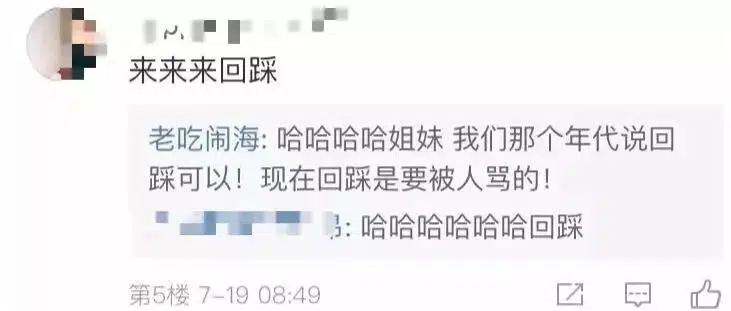 来来来回踩
老吃闹海: 哈哈哈哈姐妹 我们那个年代说回
踩可以！现在回踩是要被人骂的！
: 哈哈哈哈哈哈回踩
第5楼 7-19 08:49